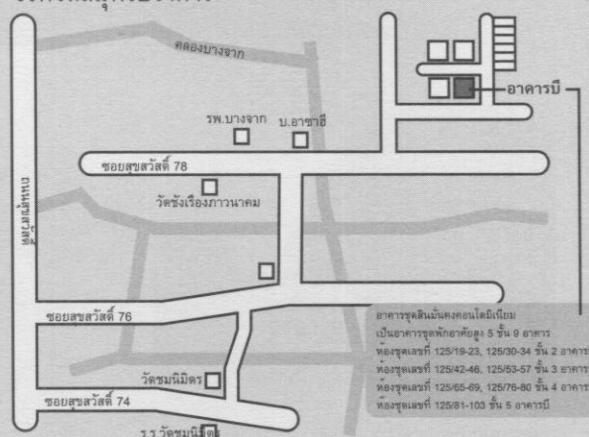 คลองบางจาก
อาคารบี
รพ.บางจาก
บ.อาซาฮี
ซอยสุขสวัสดิ์ 78
ถนนสุขสวัสดิ์
วัดชังเรืองภาวนาคม
ซอยสุขสวัสดิ์ 76
อาคารชุดสินมั่นคงคอนโดมิเนียม
เป็นอาคารชุดพักอาศัยสูง 5 ชั้น 9 อาคาร
ห้องชุดเลขที่ 125/19-23, 125/30-34 ชั้น 2 อาคารบี
ห้องชุดเลขที่ 125/42-46, 125/53-57 ชั้น 3 อาคารบี
ห้องชุดเลขที่ 125/65-69, 125/76-80 ชั้น 4 อาคารบี
ห้องชุดเลขที่ 125/81-103 ชั้น 5 อาคารบี
วัดชมนิมิตร
ซอยสุขสวัสดิ์ 74
ร.ร.วัดชมนิมิตร